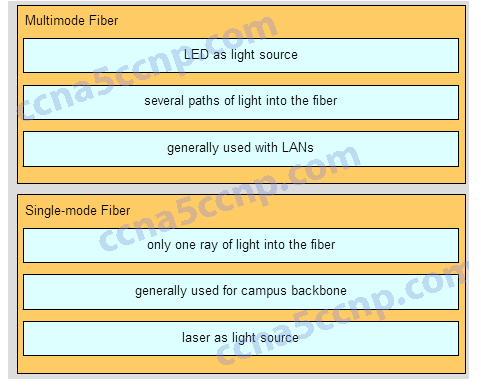 Multimode Fiber
LED as light source
several paths of light into the fiber
generally used with LANs
Single-mode Fiber
only one ray of light into the fiber
generally used for campus backbone
laser as light source
ccna5ccnp.com
ccna5ccnp.com
ccna5ccnp.com
ccna5ccnp.com